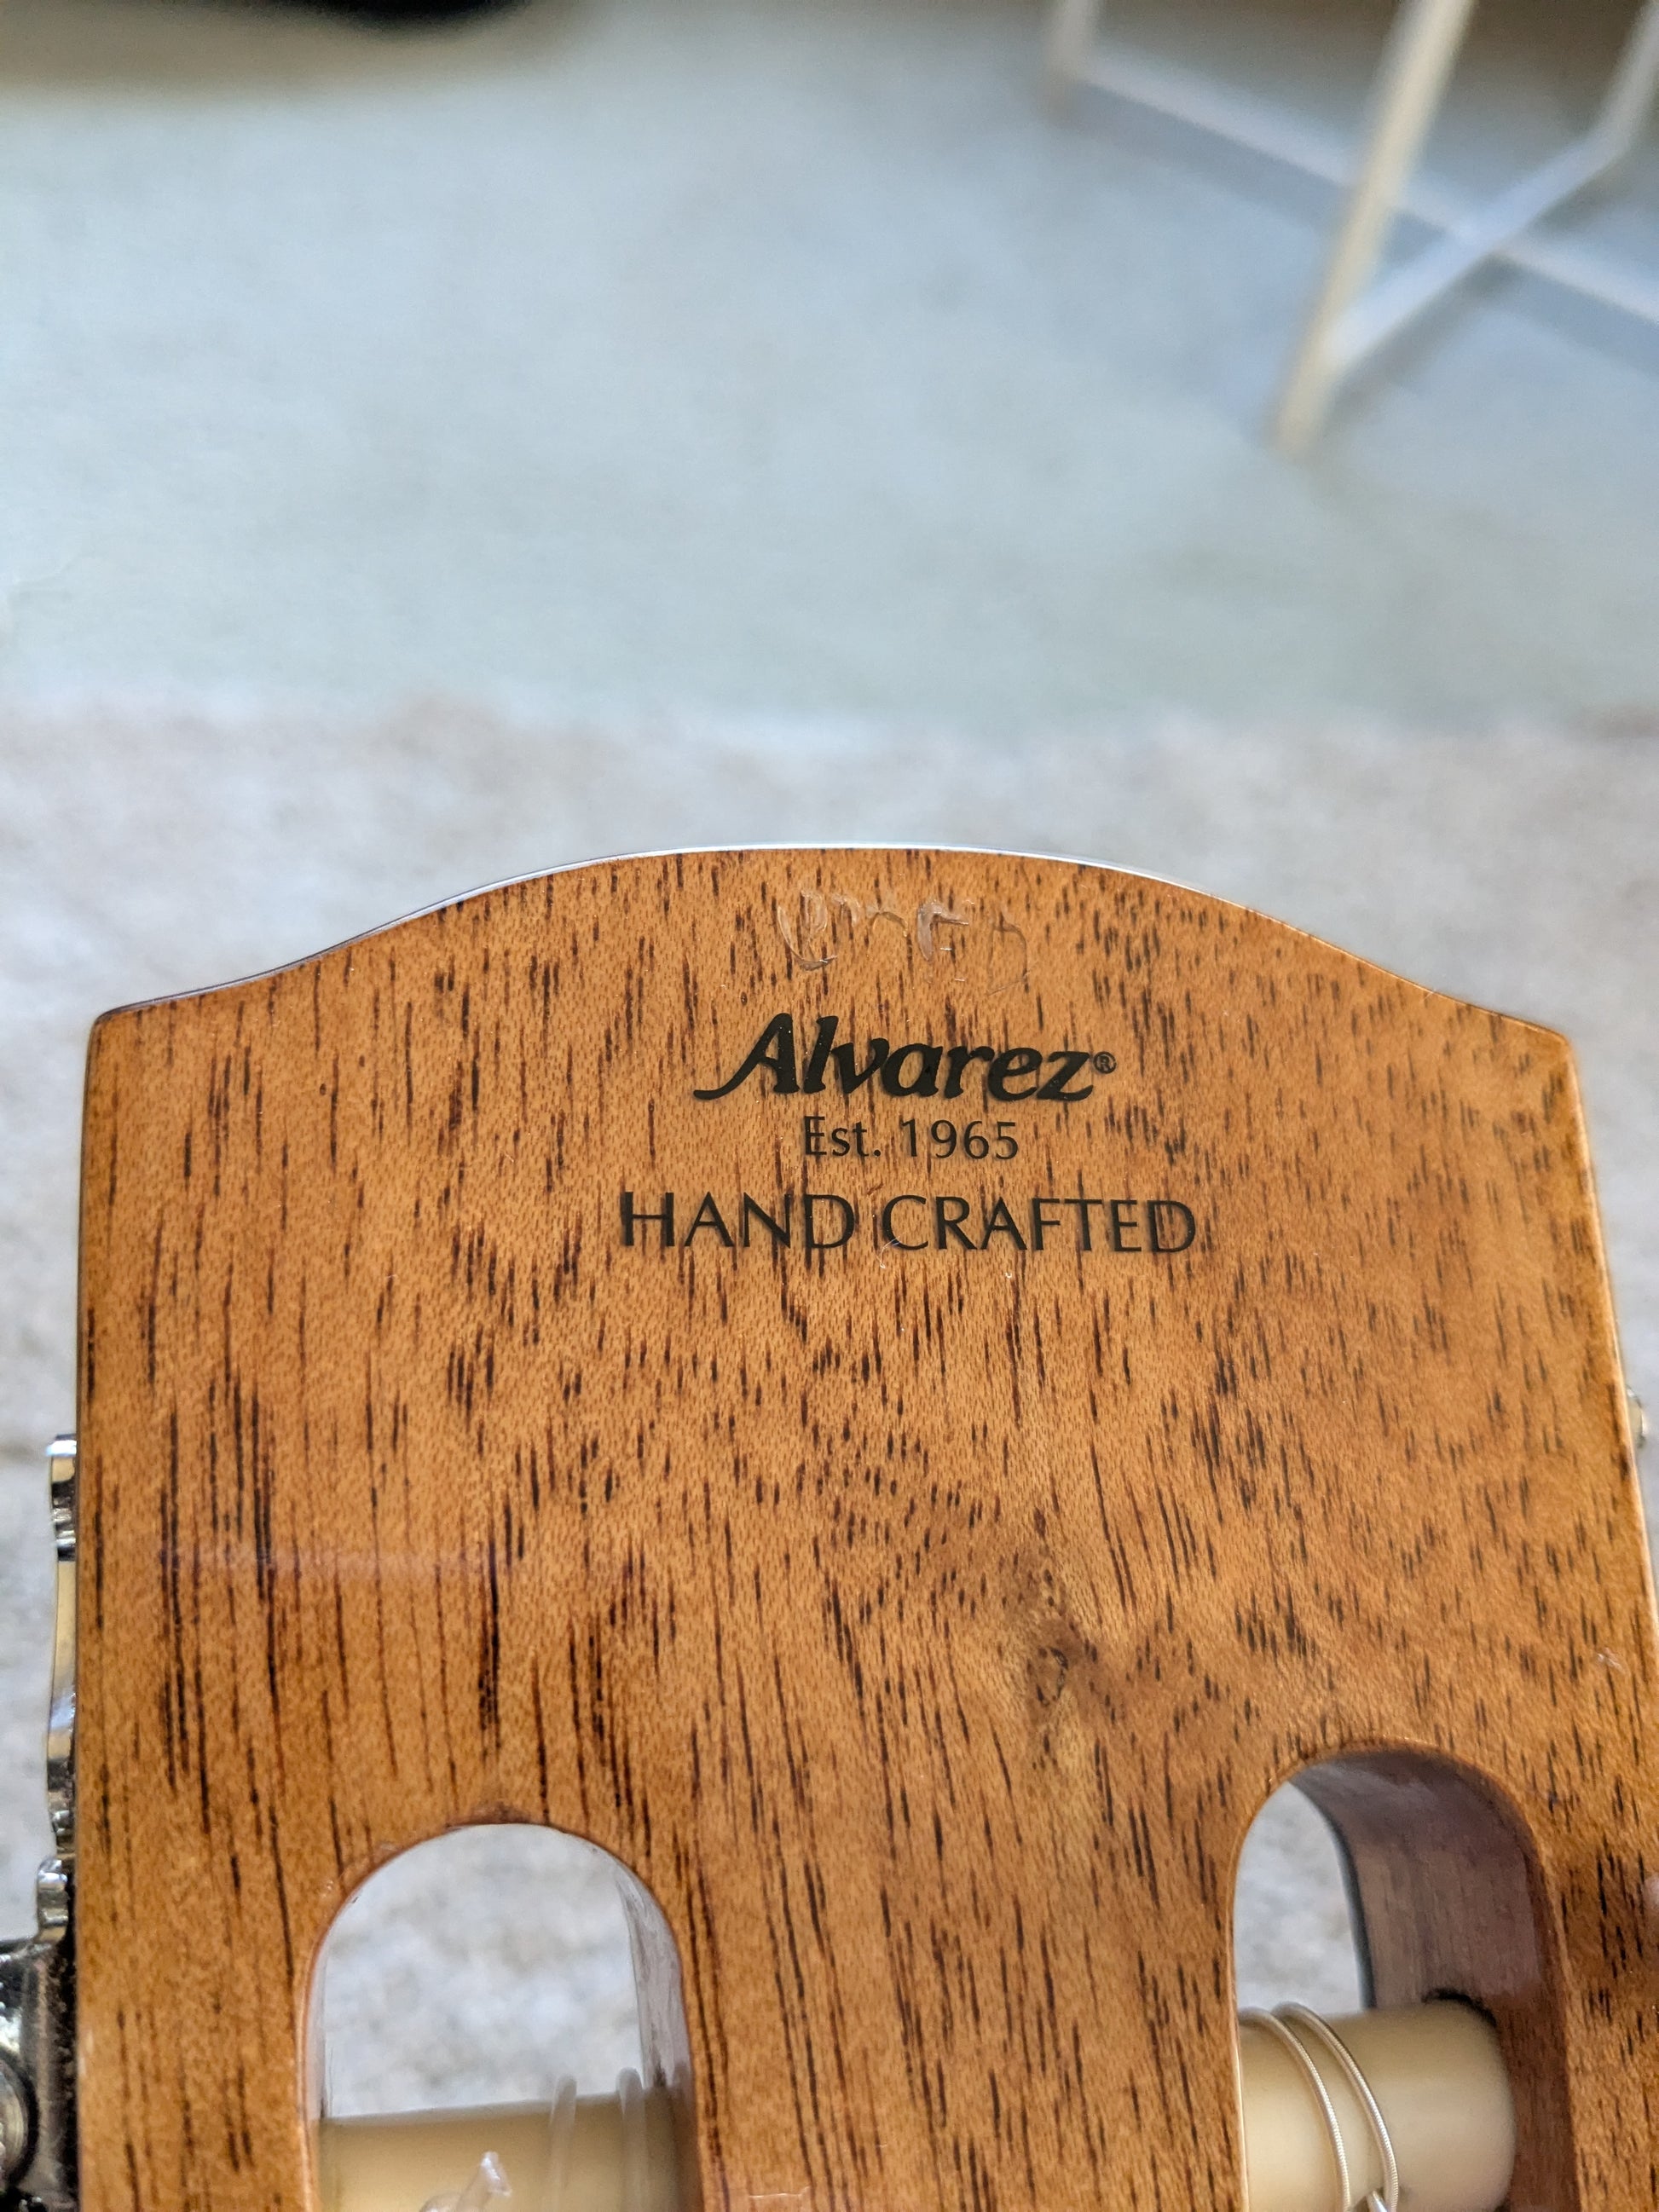 Alvarez®
Est. 1965
HAND CRAFTED